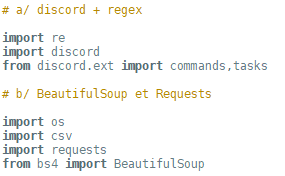 # a/ discord + regex
import re
import discord
from discord.ext import commands,tasks
# b/ BeautifulSoup et Requests
import os
import csv
import requests
from bs4 import BeautifulSoup